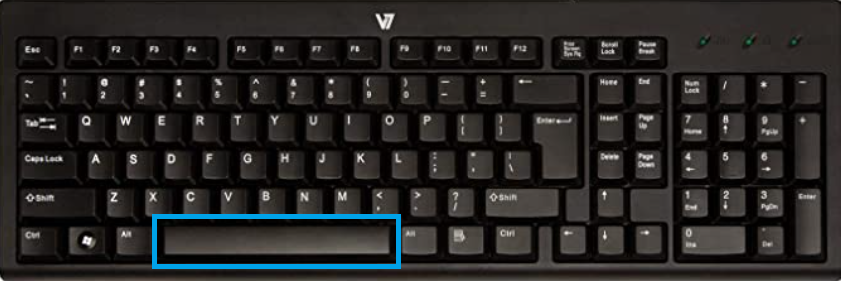 V7
Esc F1 F2 F3 F4 F5 F6 F7 F8 F9 F10 F11 F12 Print Screen Sys Rq Scroll Lock Pause Break
~ ! @ # $ % ^ & * ( ) _ + ← Home End Num Lock / * -
` 1 2 3 4 5 6 7 8 9 0 - =
Tab Q W E R T Y U I O P { } Enter Insert Page Up 7 Home 8 ↑ 9 PgUp +
[ ]
Caps Lock A S D F G H J K L : " | Delete Page Down 4 ← 5 6 →
; ' \
Shift Z X C V B N M < > ? Shift ↑ 1 End 2 ↓ 3 PgDn Enter
, . /
Ctrl Alt Alt Ctrl ← ↓ → 0 Ins . Del